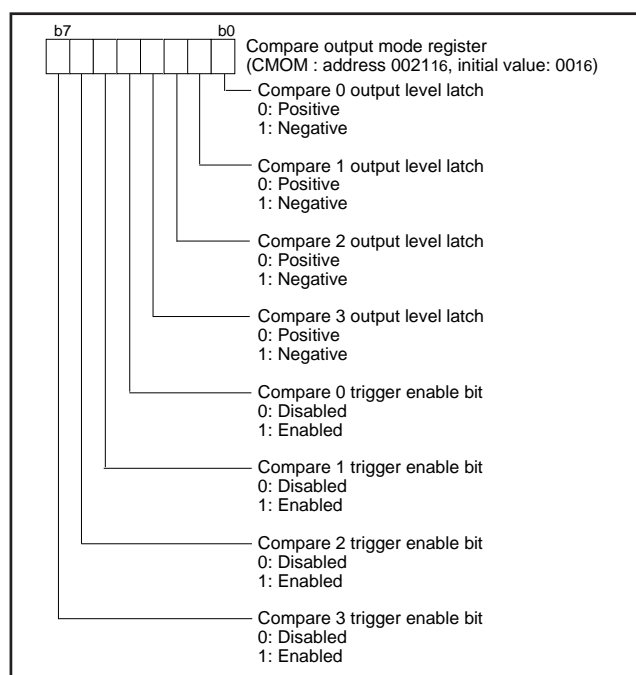 b7 b0
Compare output mode register
(CMOM : address 002116, initial value: 0016)
Compare 0 output level latch
0: Positive
1: Negative
Compare 1 output level latch
0: Positive
1: Negative
Compare 2 output level latch
0: Positive
1: Negative
Compare 3 output level latch
0: Positive
1: Negative
Compare 0 trigger enable bit
0: Disabled
1: Enabled
Compare 1 trigger enable bit
0: Disabled
1: Enabled
Compare 2 trigger enable bit
0: Disabled
1: Enabled
Compare 3 trigger enable bit
0: Disabled
1: Enabled